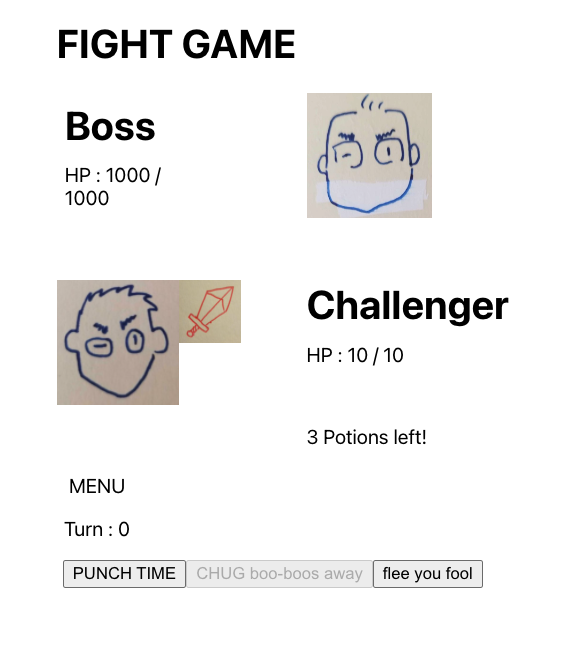 FIGHT GAME
Boss
HP : 1000 /
1000
Challenger
HP : 10 / 10
3 Potions left!
MENU
Turn : 0
PUNCH TIME CHUG boo-boos away flee you fool